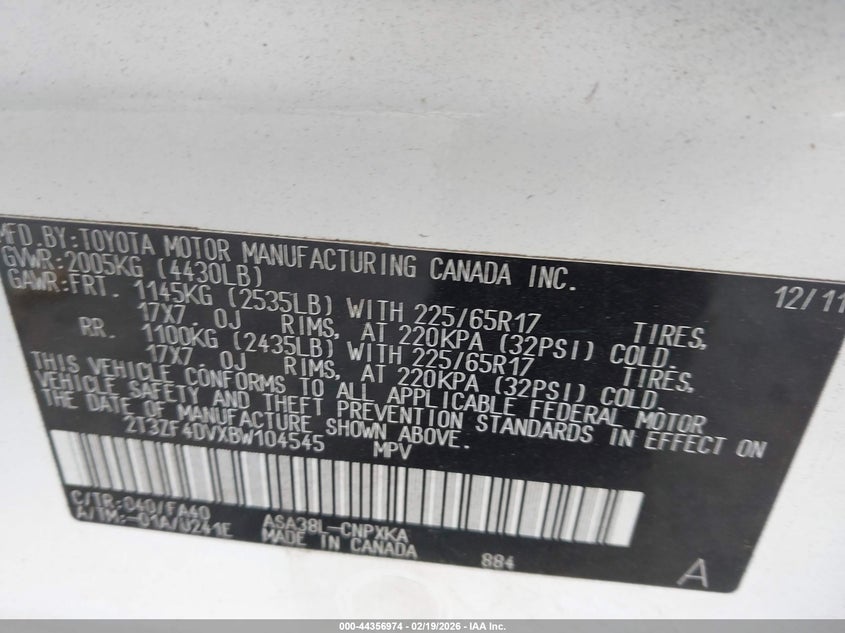 MFD.BY:TOYOTA MOTOR MANUFACTURING CANADA INC. 12/11
GVWR:2005KG (4430LB)
GAWR:FRT. 1145KG (2535LB) WITH 225/65R17 TIRES,
17X7 OJ RIMS, AT 220KPA (32PSI) COLD.
RR. 1100KG (2435LB) WITH 225/65R17 TIRES,
17X7 OJ RIMS, AT 220KPA (32PSI) COLD.
THIS VEHICLE CONFORMS TO ALL APPLICABLE FEDERAL MOTOR
VEHICLE SAFETY AND THEFT PREVENTION STANDARDS IN EFFECT ON
THE DATE OF MANUFACTURE SHOWN ABOVE.
2T3ZF4DVXBW104545 MPV
C/TR:040/FA40 ASA38L-CNPXKA
A/TM:-01A/U241E MADE IN CANADA 884
A
000-44356974 - 02/19/2026 - IAA Inc.